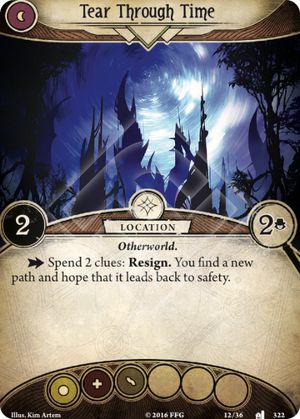 Tear Through Time
2
2
LOCATION
Otherworld.
Spend 2 clues: Resign. You find a new
path and hope that it leads back to safety.
Illus. Kim Artem
© 2016 FFG
12/36
322